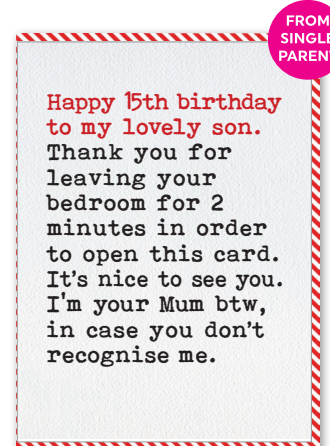 FROM
SINGLE
PARENT
Happy 15th birthday
to my lovely son.
Thank you for
leaving your
bedroom for 2
minutes in order
to open this card.
It's nice to see you.
I'm your Mum btw,
in case you don't
recognise me.